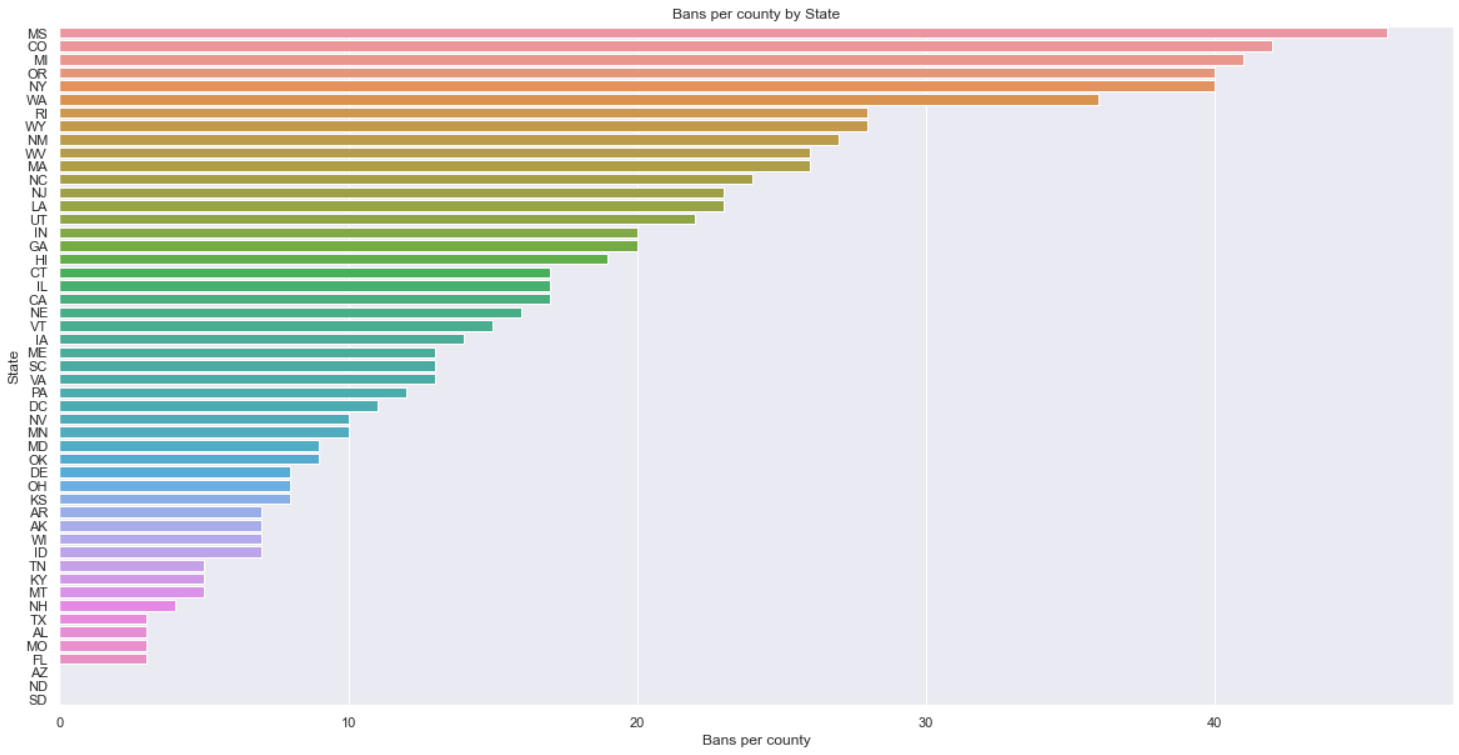 Bans per county by State
MS
CO
MI
OR
NY
WA
RI
WY
NM
WV
MA
NC
NJ
LA
UT
IN
GA
HI
CT
IL
CA
NE
VT
IA
ME
SC
VA
PA
DC
NV
MN
MD
OK
DE
OH
KS
AR
AK
WI
ID
TN
KY
MT
NH
TX
AL
MO
FL
AZ
ND
SD
State
0 10 20 30 40
Bans per county